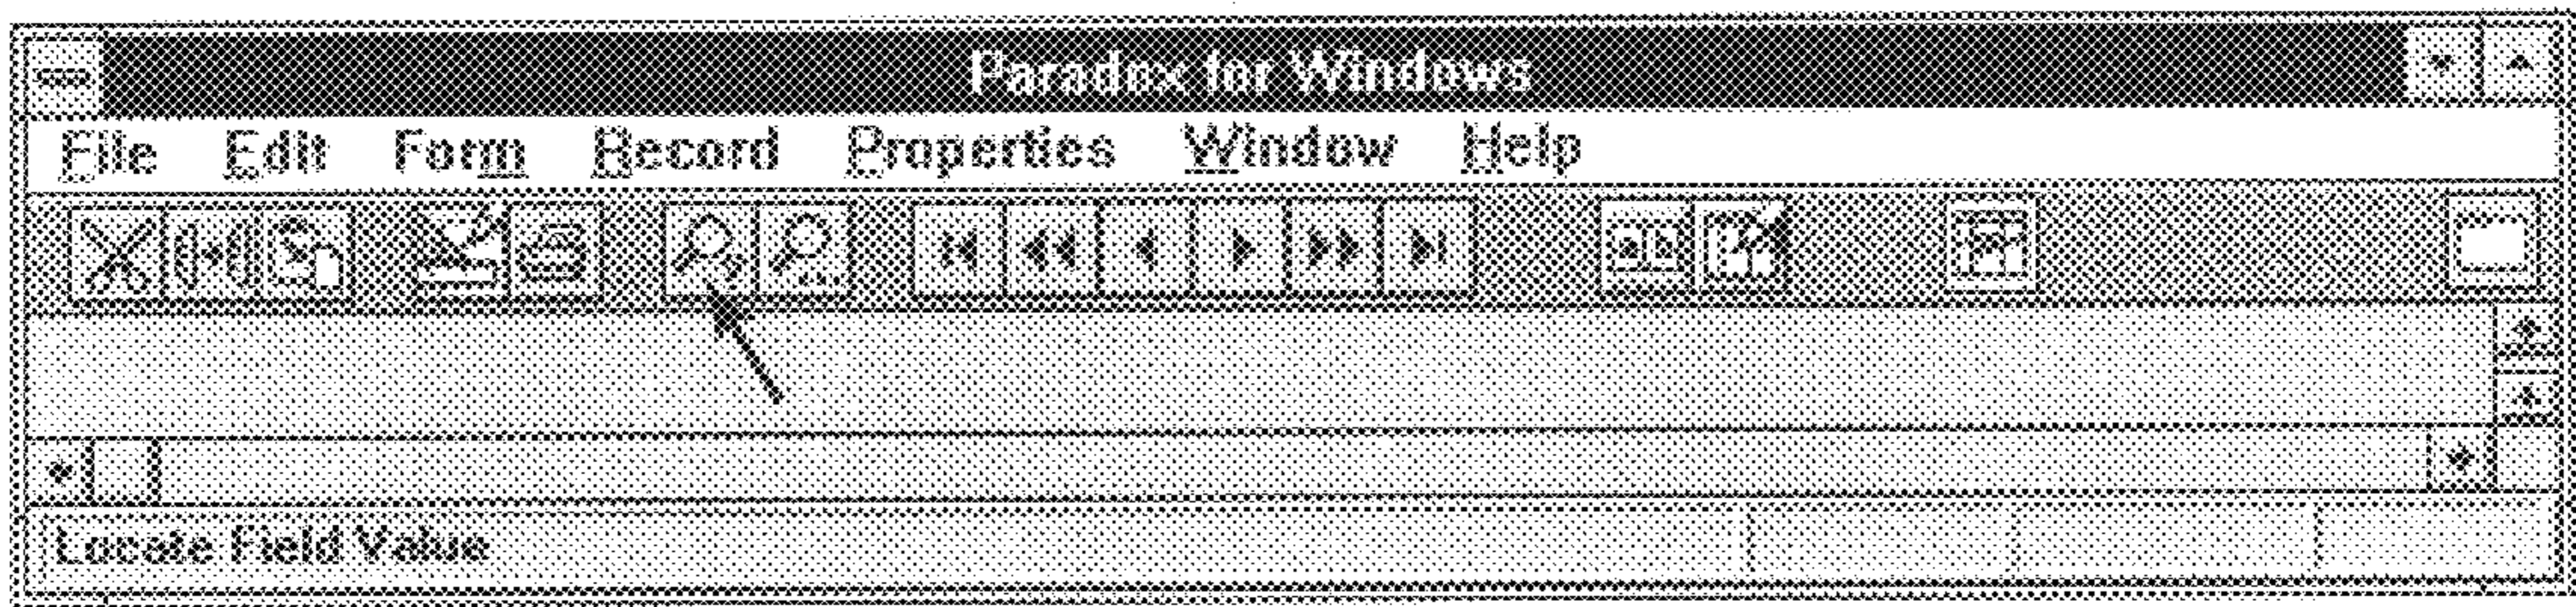 Paradox for Windows
File Edit Form Record Properties Window Help
Locate Field Value